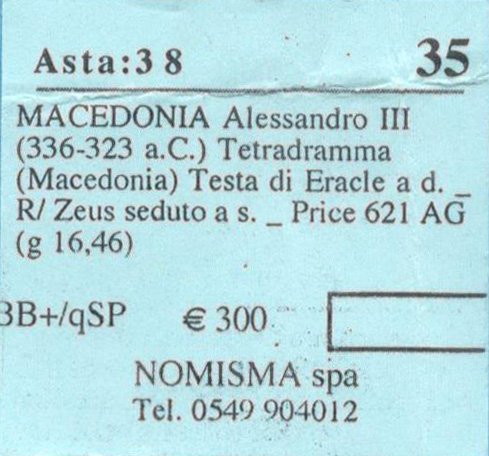 Asta:38 35
MACEDONIA Alessandro III
(336-323 a.C.) Tetradramma
(Macedonia) Testa di Eracle a d. _
R/ Zeus seduto a s. _ Price 621 AG
(g 16,46)
BB+/qSP € 300
NOMISMA spa
Tel. 0549 904012